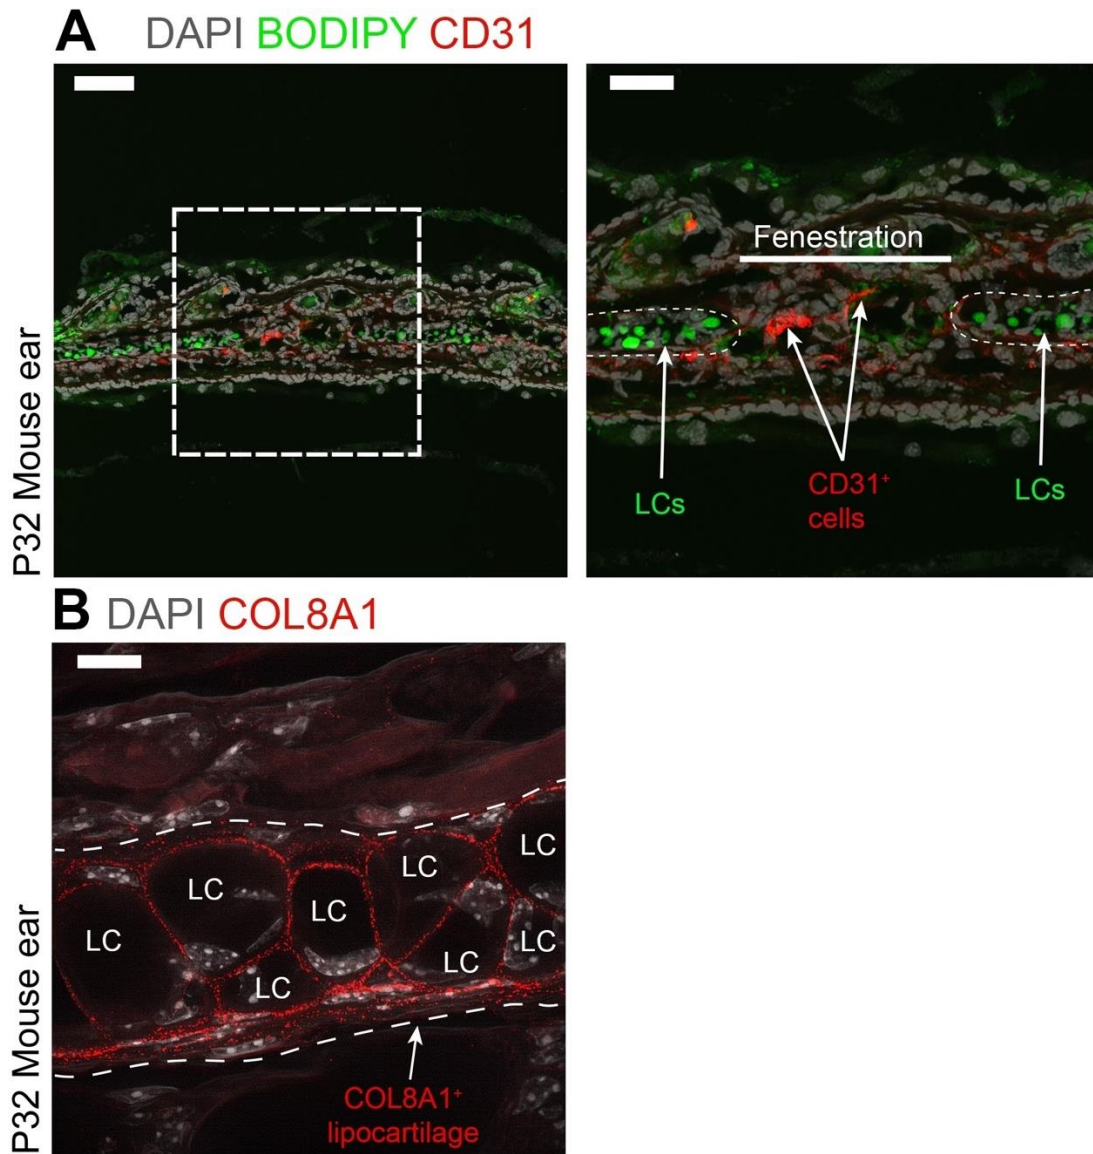 A DAPI BODIPY CD31
P32 Mouse ear
Fenestration
LCs
CD31⁺
cells
LCs
B DAPI COL8A1
P32 Mouse ear
LC
LC
LC
LC
LC
LC
LC
LC
COL8A1⁺
lipocartilage